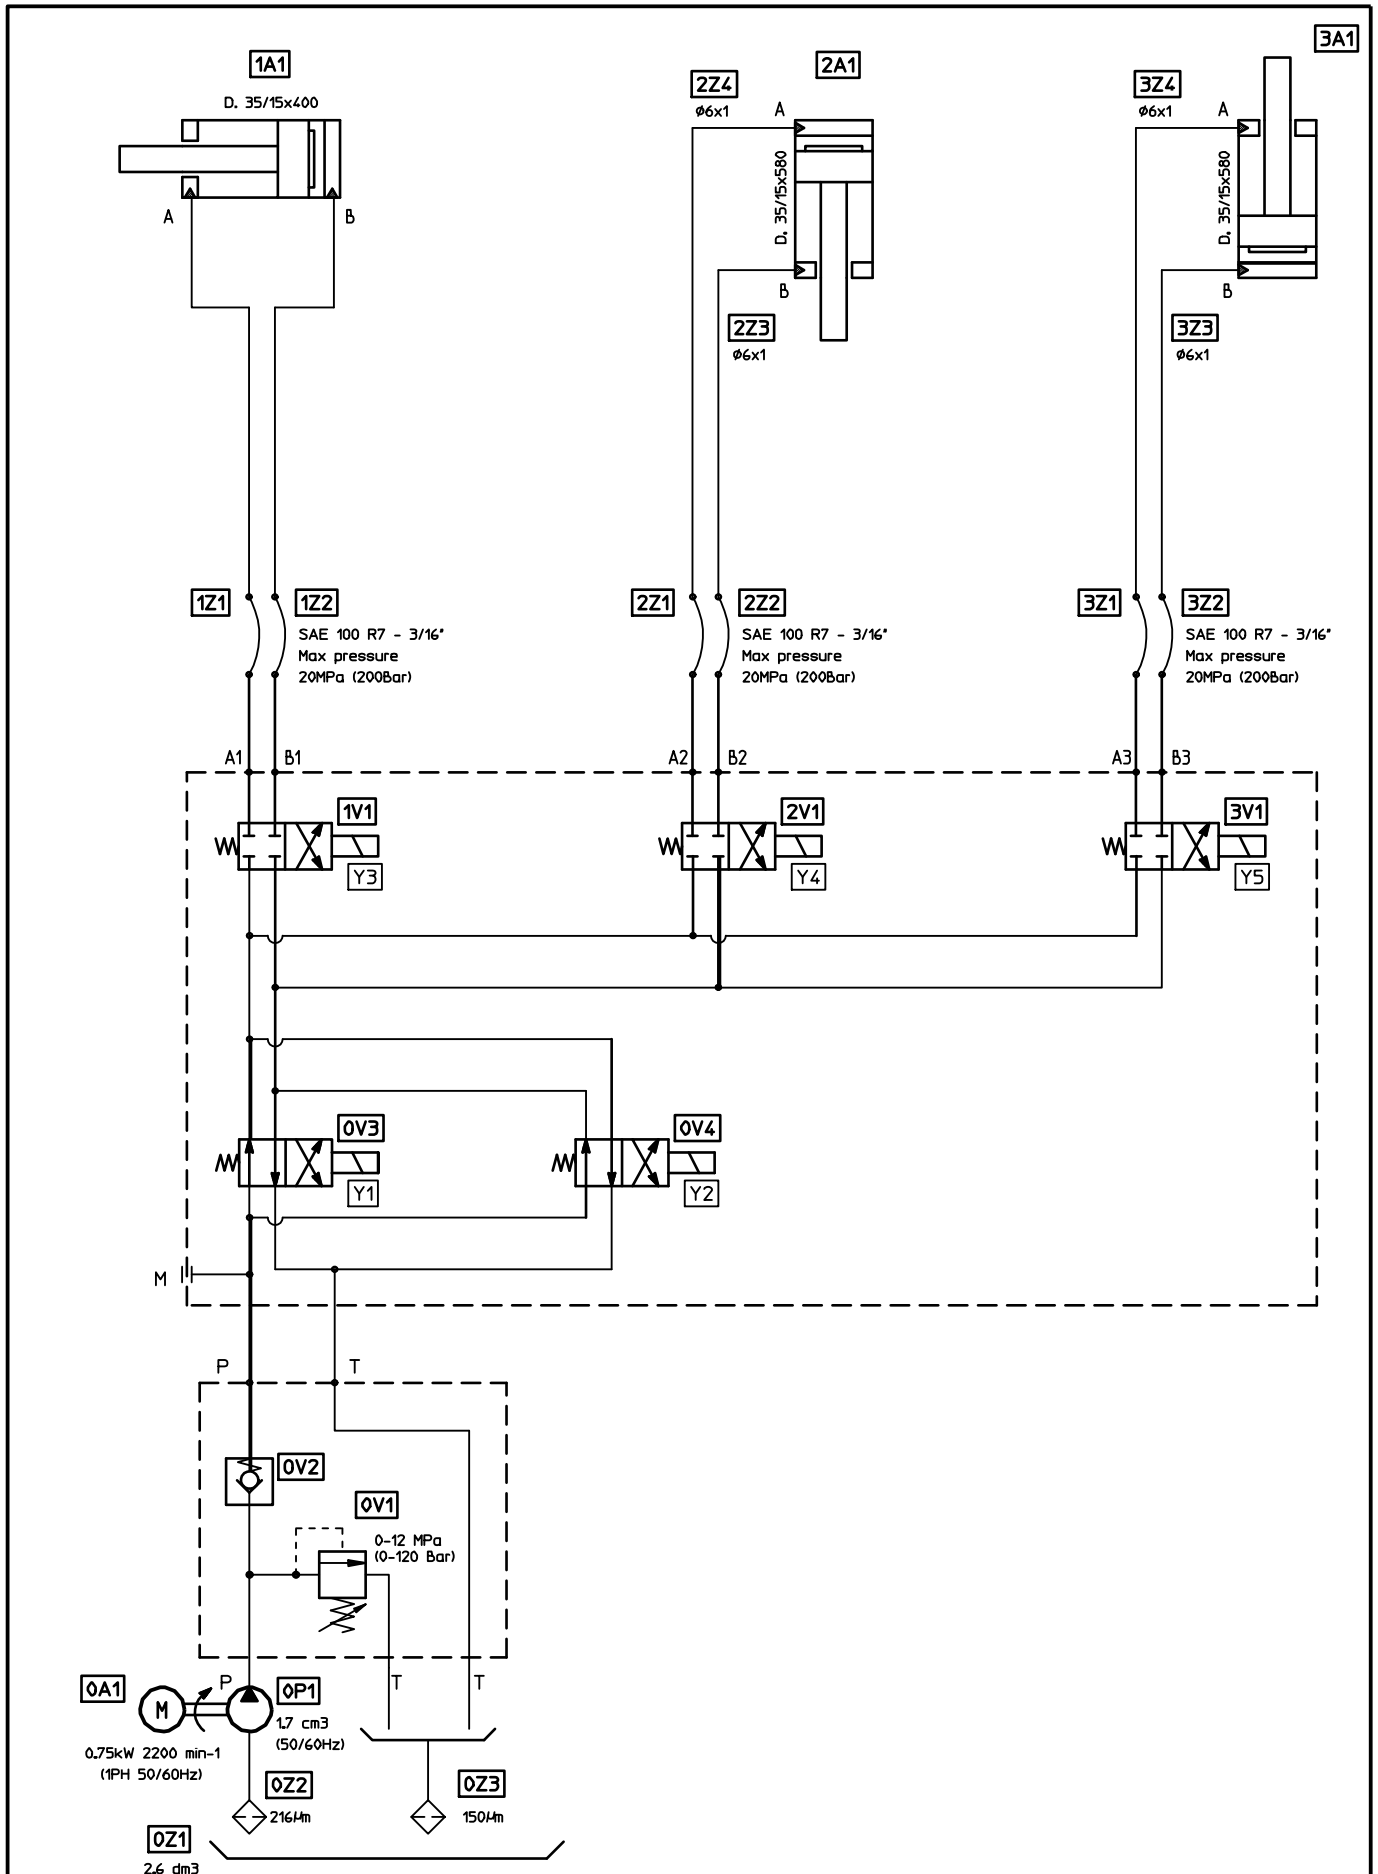 3A1
1A1
2A1
2Z4
3Z4
D. 35/15x400
Ø6x1
A
Ø6x1
A
D. 35/15x580
D. 35/15x580
A
B
B
B
2Z3
3Z3
Ø6x1
Ø6x1
1Z1
1Z2
2Z1
2Z2
3Z1
3Z2
SAE 100 R7 - 3/16"
Max pressure
20MPa (200Bar)
SAE 100 R7 - 3/16"
Max pressure
20MPa (200Bar)
SAE 100 R7 - 3/16"
Max pressure
20MPa (200Bar)
A1
B1
A2
B2
A3
B3
1V1
2V1
3V1
Y3
Y4
Y5
0V3
0V4
Y1
Y2
M
P
T
0V2
0V1
0-12 MPa
(0-120 Bar)
0A1
P
0P1
T
T
M
1.7 cm3
(50/60Hz)
0.75kW 2200 min-1
(1PH 50/60Hz)
0Z2
0Z3
216µm
150µm
0Z1
2.6 dm3